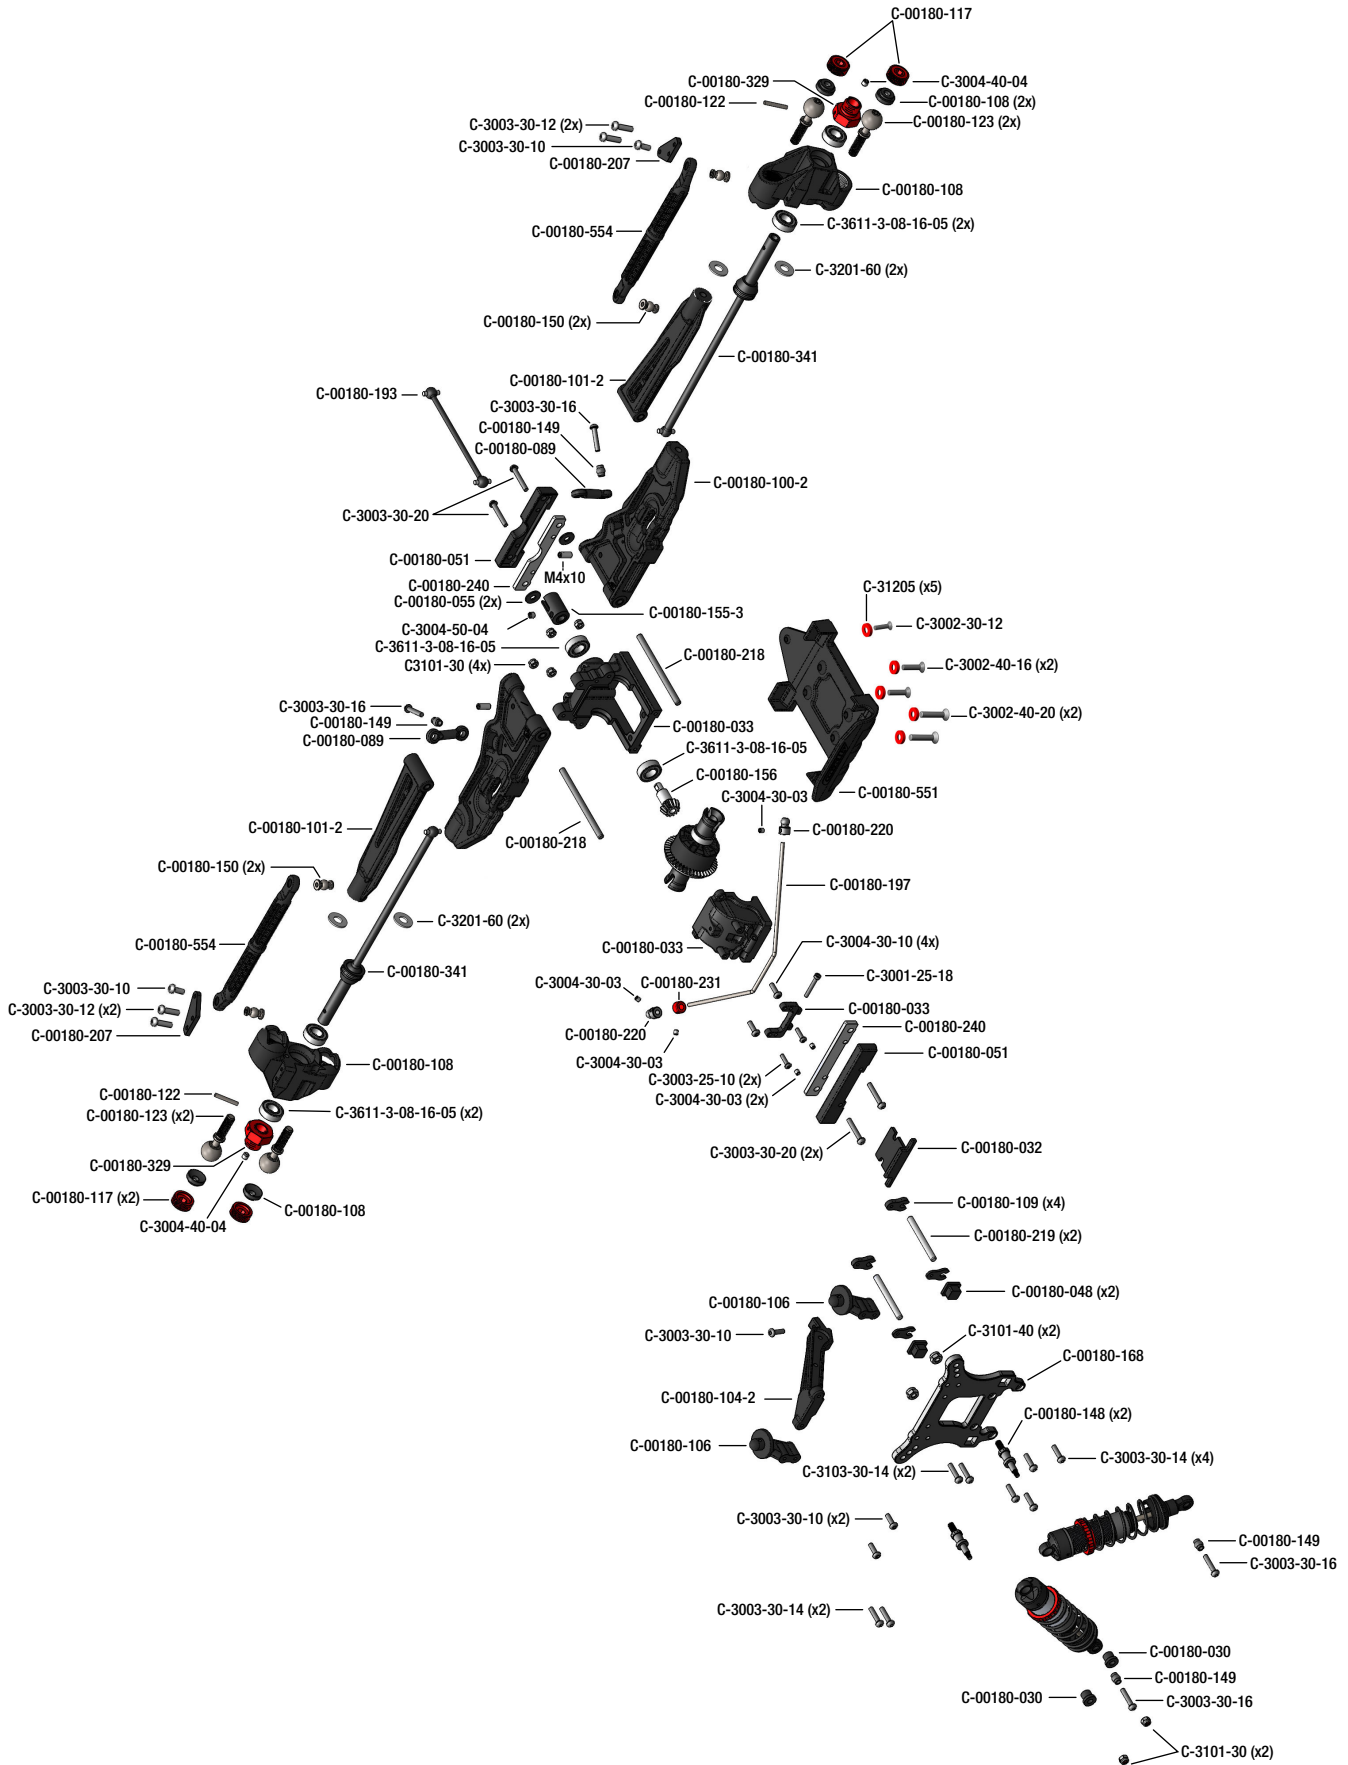 C-00180-117
C-00180-329
C-3004-40-04
C-00180-122
C-00180-108 (2x)
C-3003-30-12 (2x)
C-00180-123 (2x)
C-3003-30-10
C-00180-207
C-00180-108
C-00180-554
C-3611-3-08-16-05 (2x)
C-3201-60 (2x)
C-00180-150 (2x)
C-00180-341
C-00180-101-2
C-00180-193
C-3003-30-16
C-00180-149
C-00180-089
C-00180-100-2
C-3003-30-20
C-00180-051
M4x10
C-00180-240
C-31205 (x5)
C-00180-055 (2x)
C-00180-155-3
C-3002-30-12
C-3004-50-04
C-3611-3-08-16-05
C-00180-218
C3101-30 (4x)
C-3002-40-16 (x2)
C-3003-30-16
C-3002-40-20 (x2)
C-00180-149
C-00180-033
C-00180-089
C-3611-3-08-16-05
C-00180-156
C-3004-30-03
C-00180-551
C-00180-101-2
C-00180-220
C-00180-218
C-00180-150 (2x)
C-00180-197
C-3201-60 (2x)
C-00180-554
C-00180-033
C-3004-30-10 (4x)
C-00180-341
C-3004-30-03
C-00180-231
C-3001-25-18
C-3003-30-10
C-3003-30-12 (x2)
C-00180-033
C-00180-207
C-00180-220
C-00180-240
C-00180-051
C-00180-108
C-3004-30-03
C-3003-25-10 (2x)
C-00180-122
C-3004-30-03 (2x)
C-00180-123 (x2)
C-3611-3-08-16-05 (x2)
C-3003-30-20 (2x)
C-00180-032
C-00180-329
C-00180-117 (x2)
C-00180-109 (x4)
C-00180-108
C-3004-40-04
C-00180-219 (x2)
C-00180-048 (x2)
C-00180-106
C-3003-30-10
C-3101-40 (x2)
C-00180-168
C-00180-104-2
C-00180-148 (x2)
C-00180-106
C-3003-30-14 (x4)
C-3103-30-14 (x2)
C-3003-30-10 (x2)
C-00180-149
C-3003-30-16
C-3003-30-14 (x2)
C-00180-030
C-00180-149
C-00180-030
C-3003-30-16
C-3101-30 (x2)